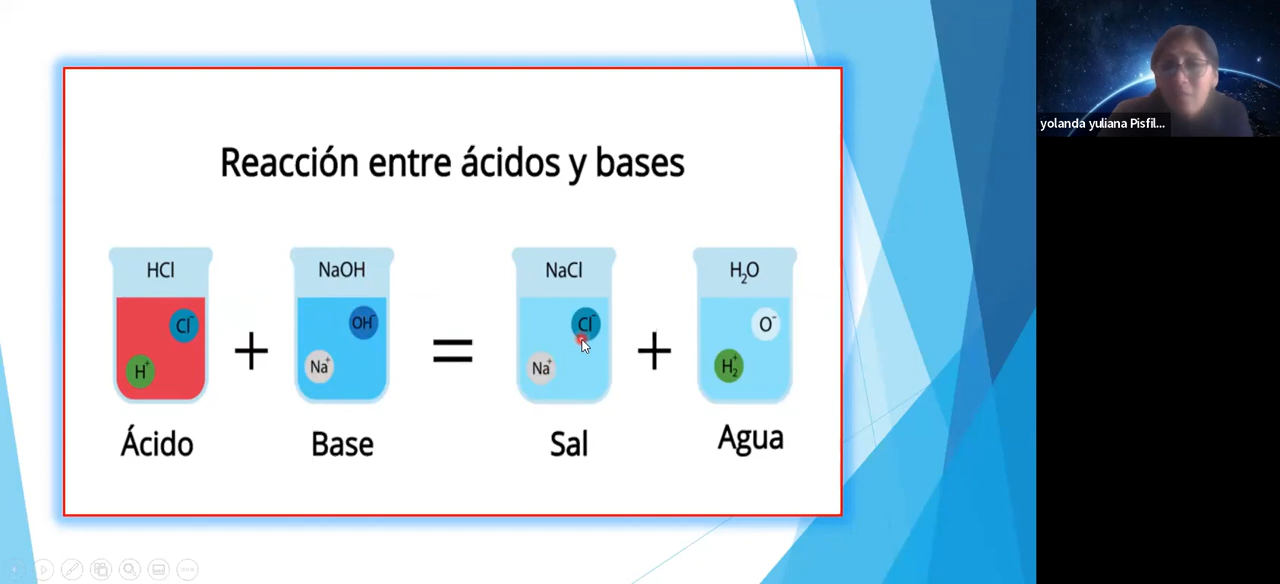 Reacción entre ácidos y bases
HCl
NaOH
NaCl
H₂O
Cl⁻
H⁺
+
OH⁻
Na⁺
=
Cl⁻
Na⁺
+
O⁻
H₂⁺
Ácido
Base
Sal
Agua
yolanda yuliana Pisfil...